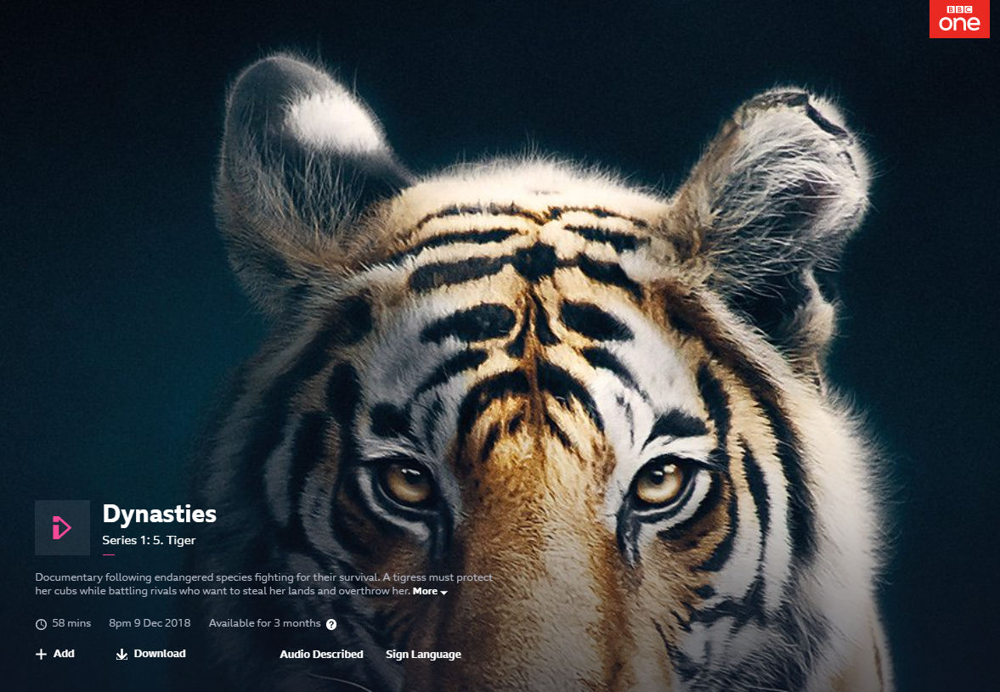 BBC
one
Dynasties
Series 1: 5. Tiger
Documentary following endangered species fighting for their survival. A tigress must protect
her cubs while battling rivals who want to steal her lands and overthrow her. More
58 mins 8pm 9 Dec 2018 Available for 3 months ?
Add Download Audio Described Sign Language